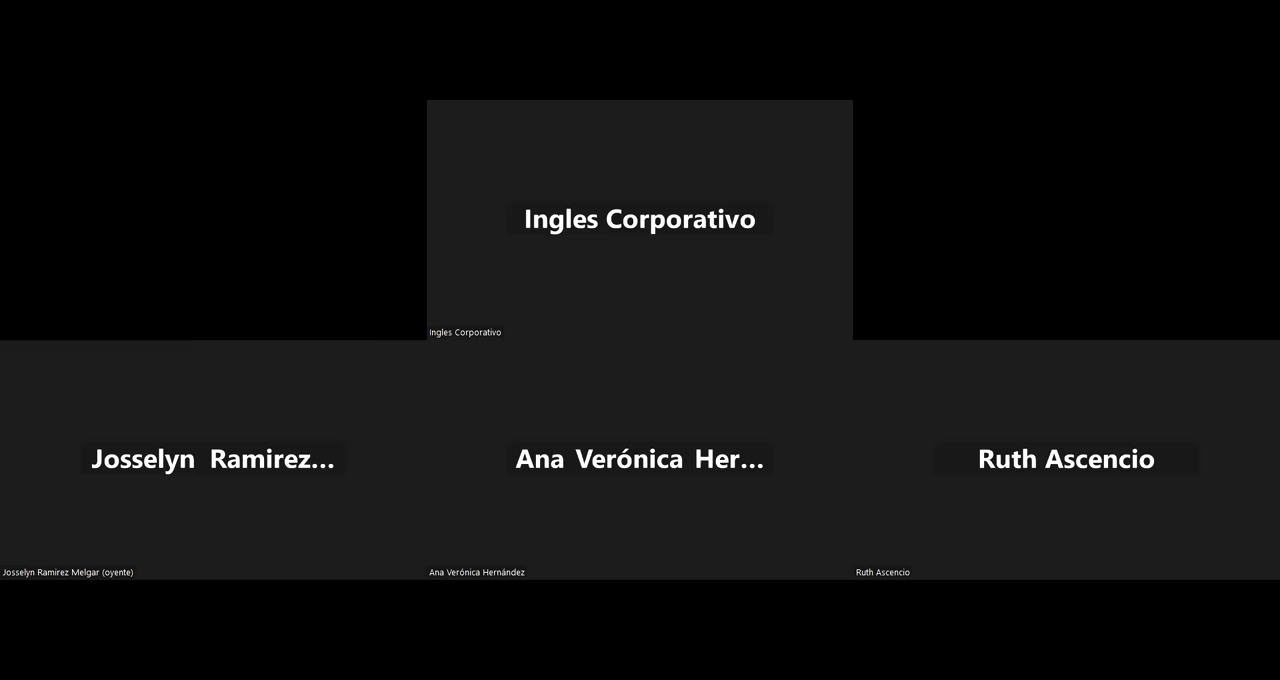 Ingles Corporativo
Ingles Corporativo
Josselyn Ramirez...
Ana Verónica Her...
Ruth Ascencio
Josselyn Ramirez Melgar (oyente)
Ana Verónica Hernández
Ruth Ascencio